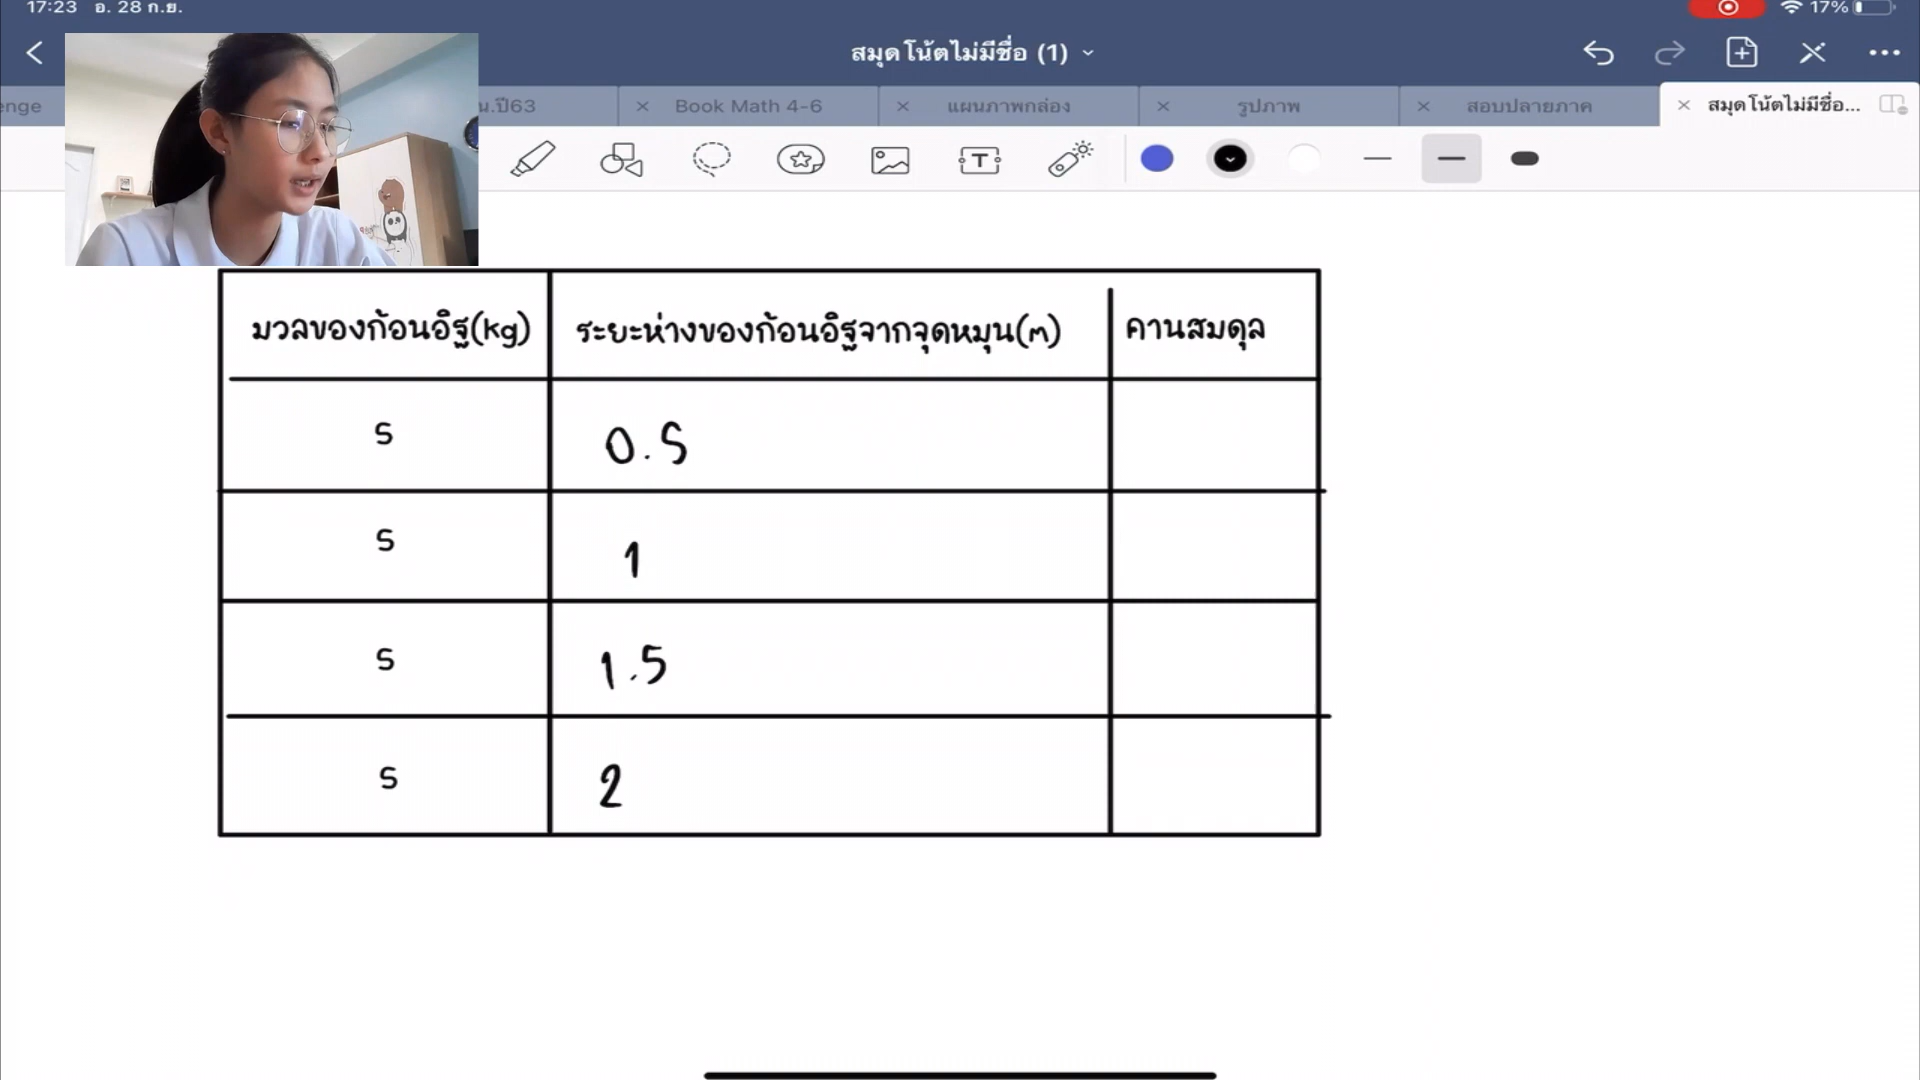 17:23 อ. 28 ก.ย.
17%
สมุดโน้ตไม่มีชื่อ (1)
enge
น.ปี63
Book Math 4-6
แผนภาพกล่อง
รูปภาพ
สอบปลายภาค
สมุดโน้ตไม่มีชื่อ...
T
มวลของก้อนอิฐ(kg) ระยะห่างของก้อนอิฐจากจุดหมุน(m) คานสมดุล
5 0.5
5 1
5 1.5
5 2